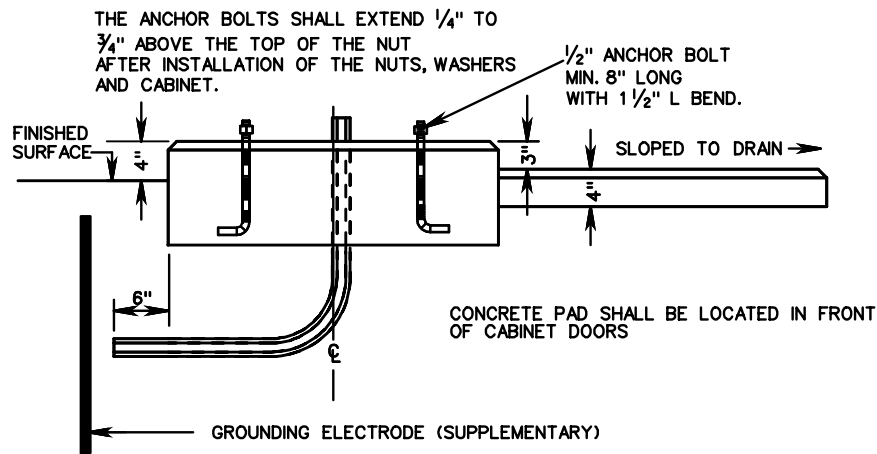 THE ANCHOR BOLTS SHALL EXTEND 1/4" TO
3/4" ABOVE THE TOP OF THE NUT
AFTER INSTALLATION OF THE NUTS, WASHERS
AND CABINET.
1/2" ANCHOR BOLT
MIN. 8" LONG
WITH 1 1/2" L BEND.
FINISHED
SURFACE
4"
3"
SLOPED TO DRAIN
4"
6"
CONCRETE PAD SHALL BE LOCATED IN FRONT
OF CABINET DOORS
℄
GROUNDING ELECTRODE (SUPPLEMENTARY)